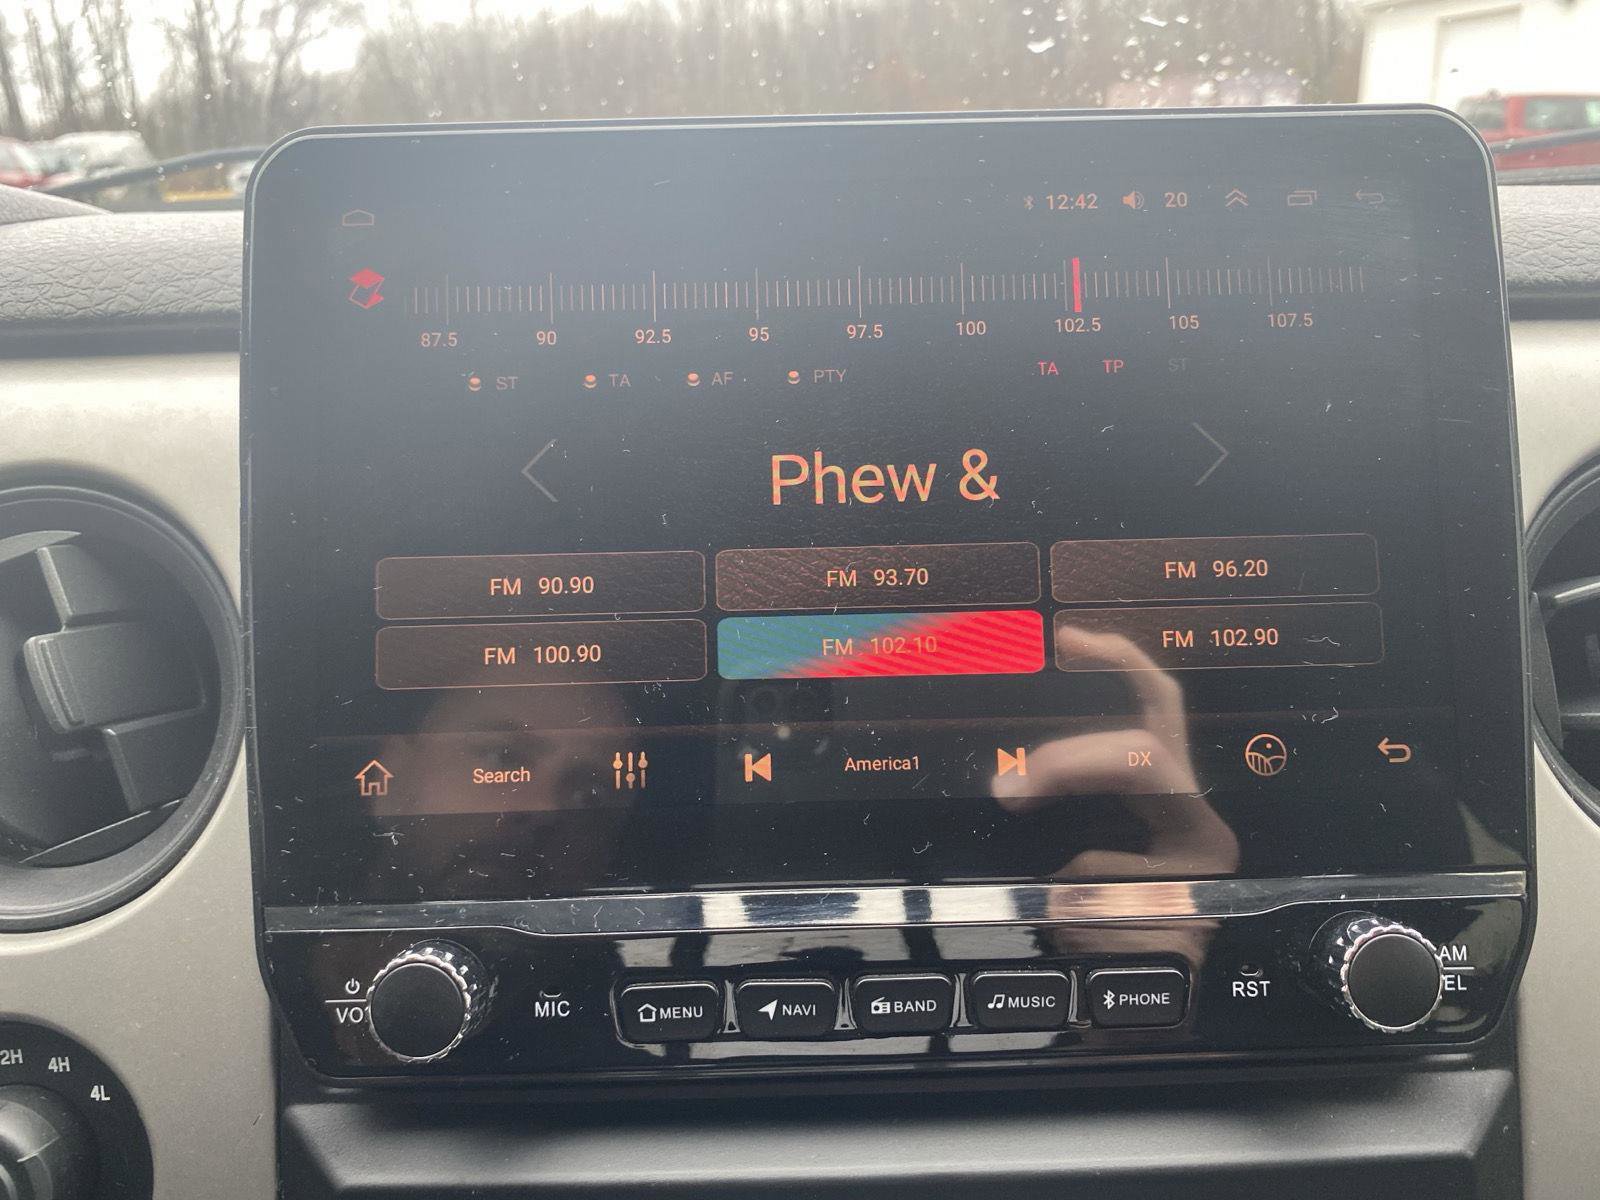 12:42 20
87.5 90 92.5 95 97.5 100 102.5 105 107.5
ST TA AF PTY TA TP ST
Phew &
FM 90.90 FM 93.70 FM 96.20
FM 100.90 FM 102.10 FM 102.90
Search America1 DX
VO MIC MENU NAVI BAND MUSIC PHONE RST AM
EL
2H 4H 4L